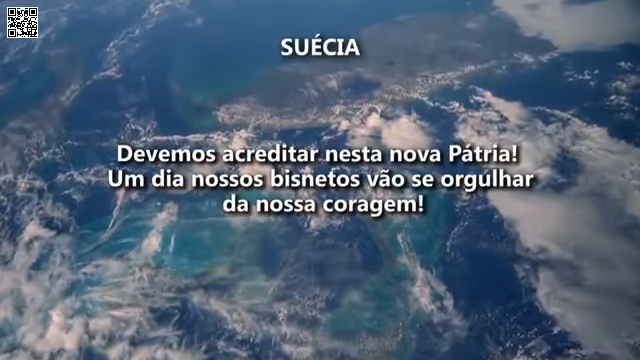 SUÉCIA
Devemos acreditar nesta nova Pátria!
Um dia nossos bisnetos vão se orgulhar
da nossa coragem!